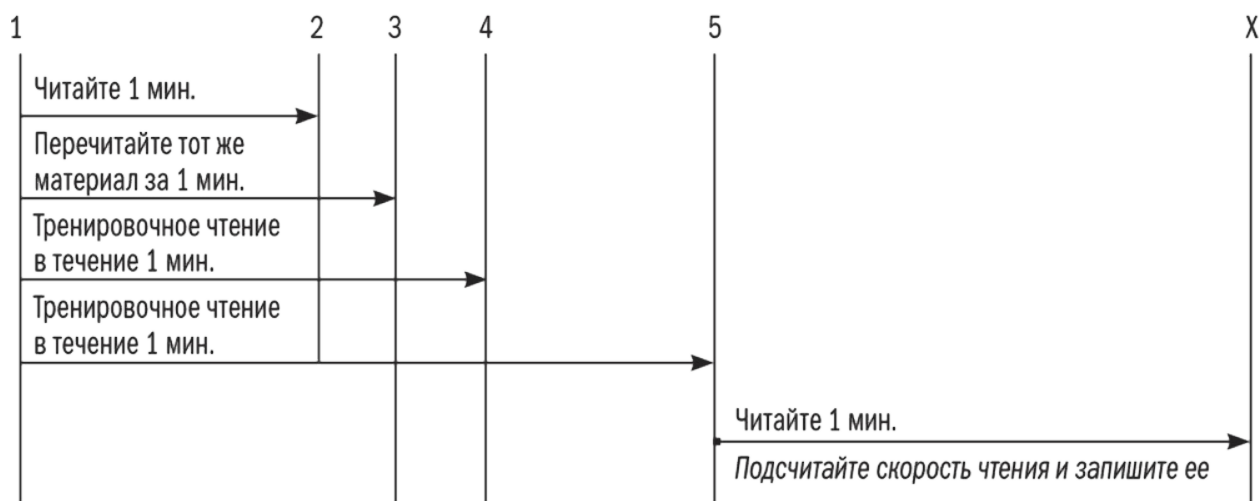 1 2 3 4 5 X
Читайте 1 мин.
Перечитайте тот же
материал за 1 мин.
Тренировочное чтение
в течение 1 мин.
Тренировочное чтение
в течение 1 мин.
Читайте 1 мин.
Подсчитайте скорость чтения и запишите ее